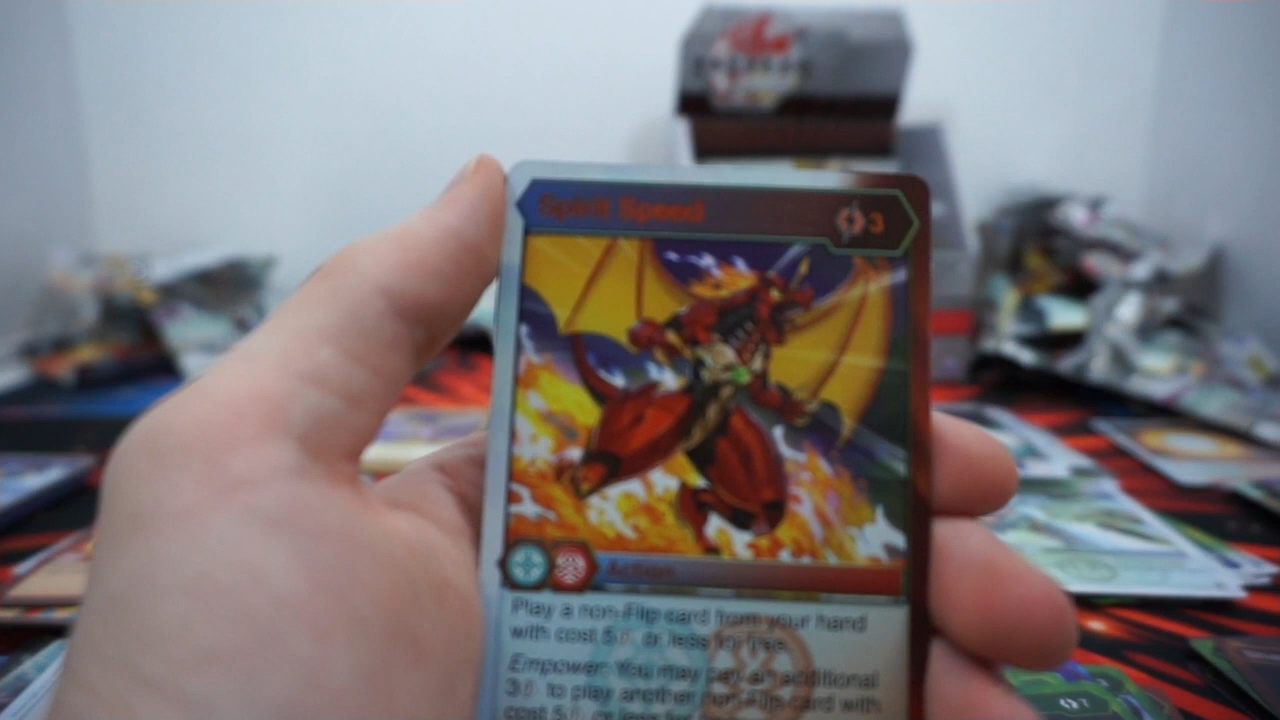 BAKUGAN
Spirit Speed
3
Action
Play a non-Flip card from your hand
with cost 5 or less for free.
Empower: You may pay an additional
3 to play another non-Flip card with
cost 5 or less for